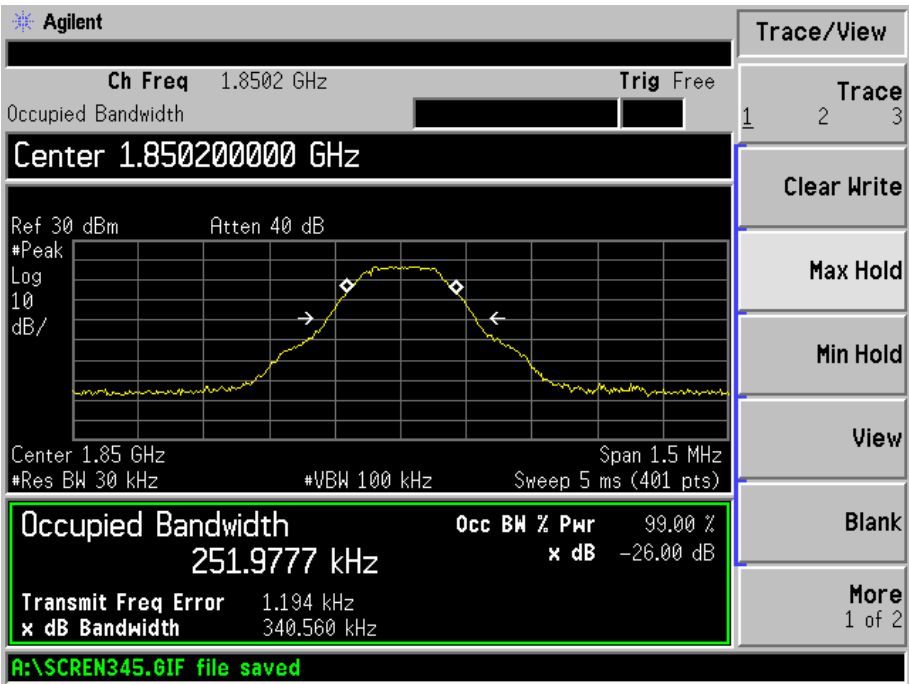 Agilent
Trace/View
Ch Freq 1.8502 GHz Trig Free
Occupied Bandwidth
Trace
1 2 3
Center 1.850200000 GHz
Clear Write
Ref 30 dBm Atten 40 dB
#Peak
Log
10
dB/
Max Hold
Min Hold
View
Center 1.85 GHz Span 1.5 MHz
#Res BW 30 kHz #VBW 100 kHz Sweep 5 ms (401 pts)
Occupied Bandwidth Occ BW % Pwr 99.00 %
251.9777 kHz x dB -26.00 dB
Blank
Transmit Freq Error 1.194 kHz
x dB Bandwidth 340.560 kHz
More
1 of 2
A:\SCREN345.GIF file saved